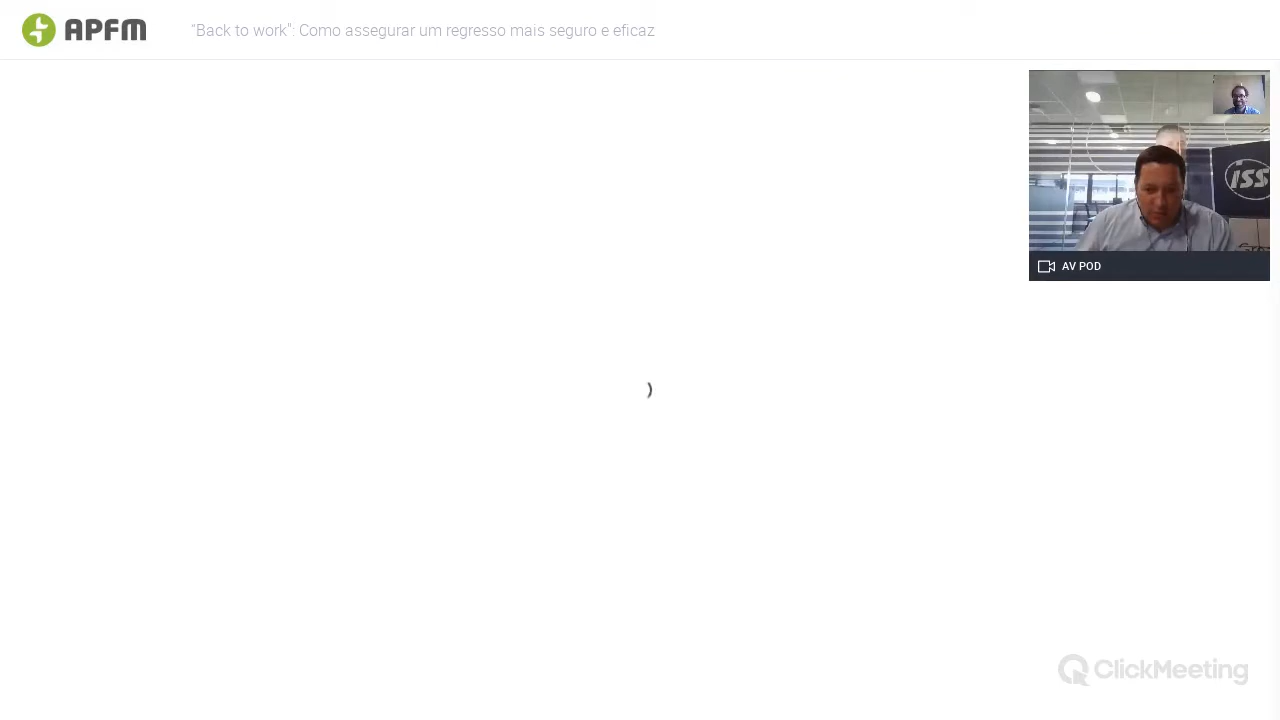 APFM
“Back to work”: Como assegurar um regresso mais seguro e eficaz
iss
AV POD
ClickMeeting